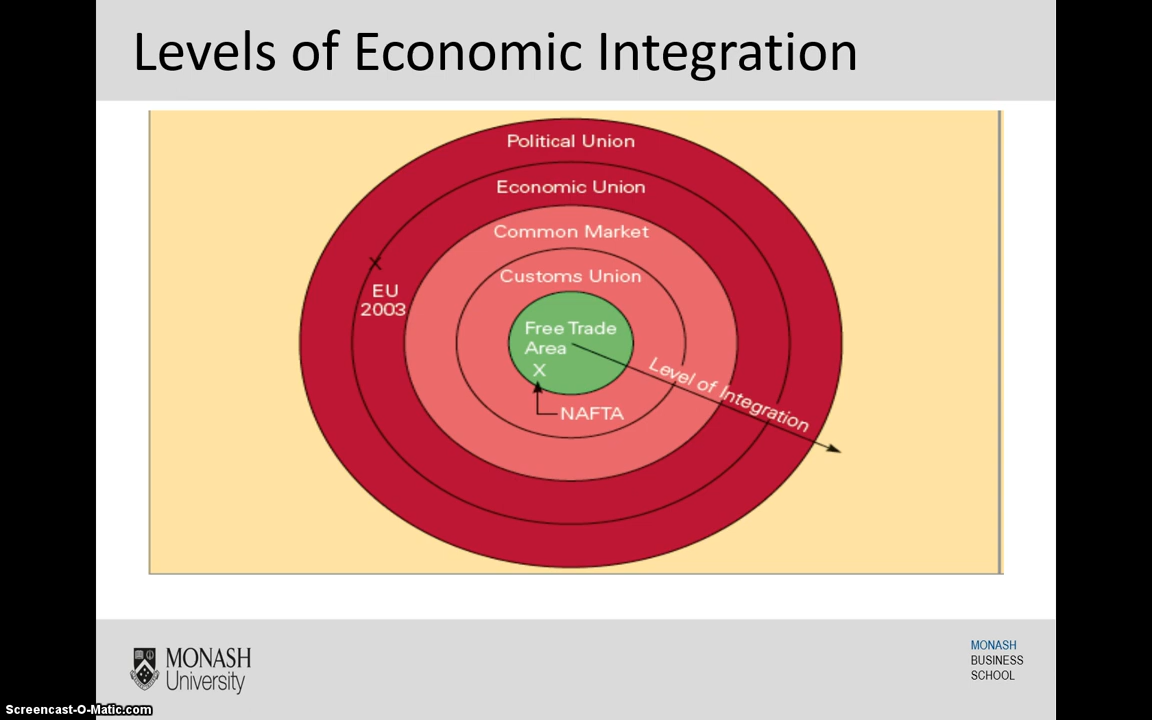 Levels of Economic Integration
Political Union
Economic Union
Common Market
Customs Union
X
EU
2003
Free Trade
Area
X
NAFTA
Level of Integration
MONASH
University
MONASH
BUSINESS
SCHOOL
Screencast-O-Matic.com